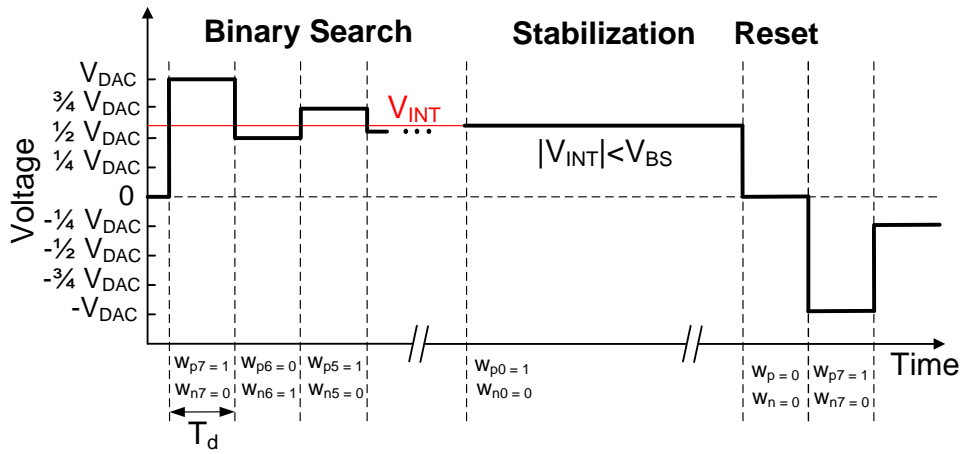 Binary Search Stabilization Reset
Voltage
V_DAC
¾ V_DAC
½ V_DAC
¼ V_DAC
0
-¼ V_DAC
-½ V_DAC
-¾ V_DAC
-V_DAC
V_INT
...
|V_INT|<V_BS
Time
w_p7 = 1 w_p6 = 0 w_p5 = 1 w_p0 = 1 w_p = 0 w_p7 = 1
w_n7 = 0 w_n6 = 1 w_n5 = 0 w_n0 = 0 w_n = 0 w_n7 = 0
T_d